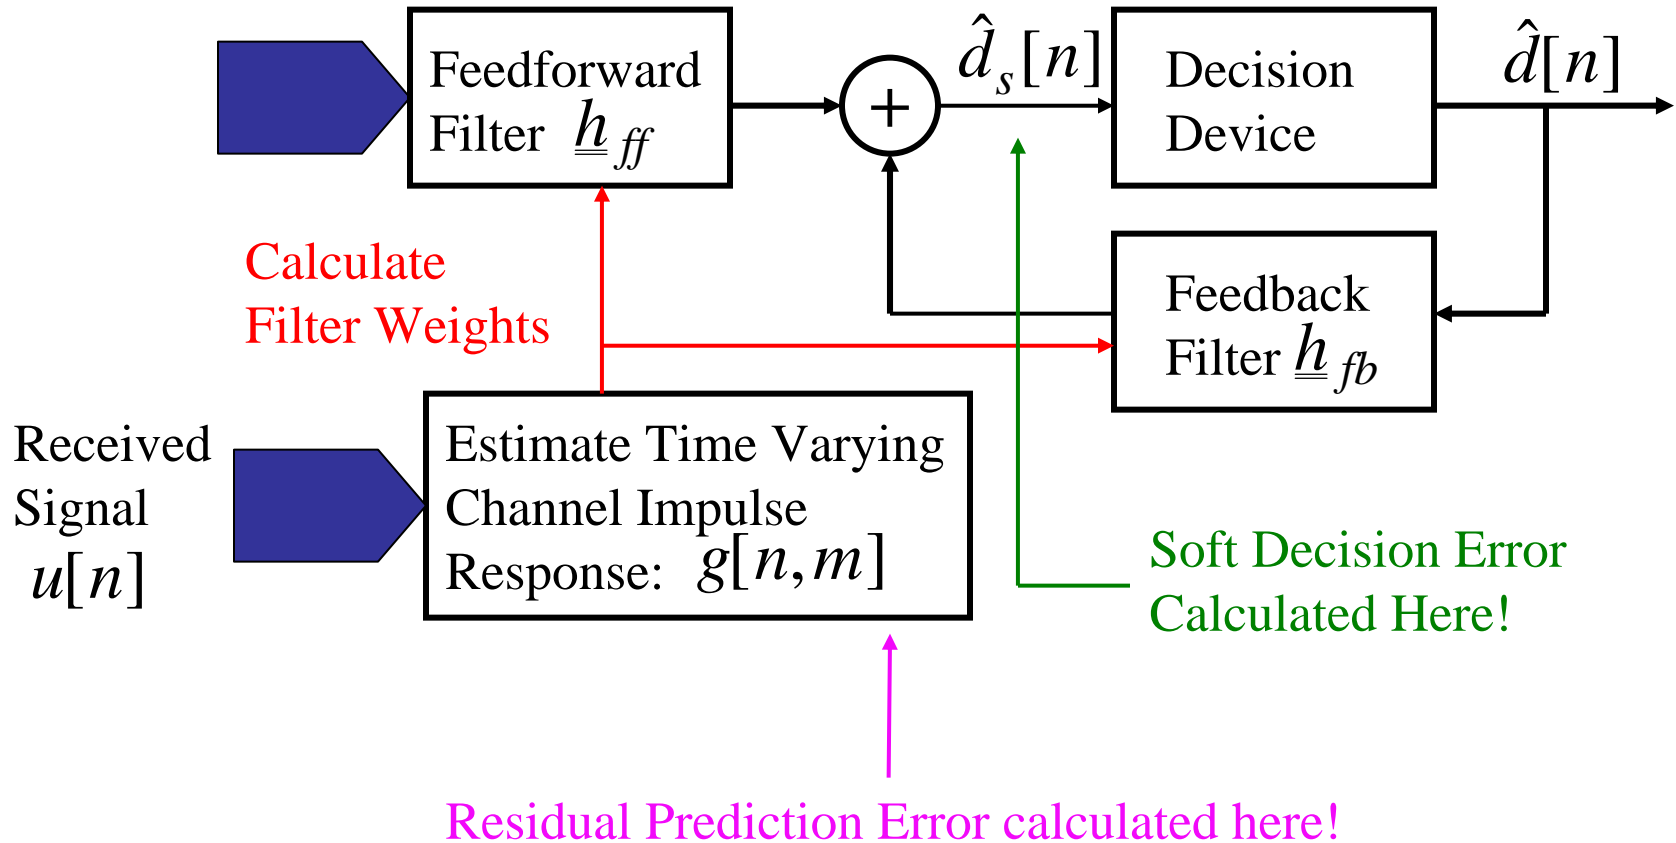 Feedforward
Filter h_ff
+
d̂_s[n]
Decision
Device
d̂[n]
Calculate
Filter Weights
Feedback
Filter h_fb
Received
Signal
u[n]
Estimate Time Varying
Channel Impulse
Response: g[n,m]
Soft Decision Error
Calculated Here!
Residual Prediction Error calculated here!